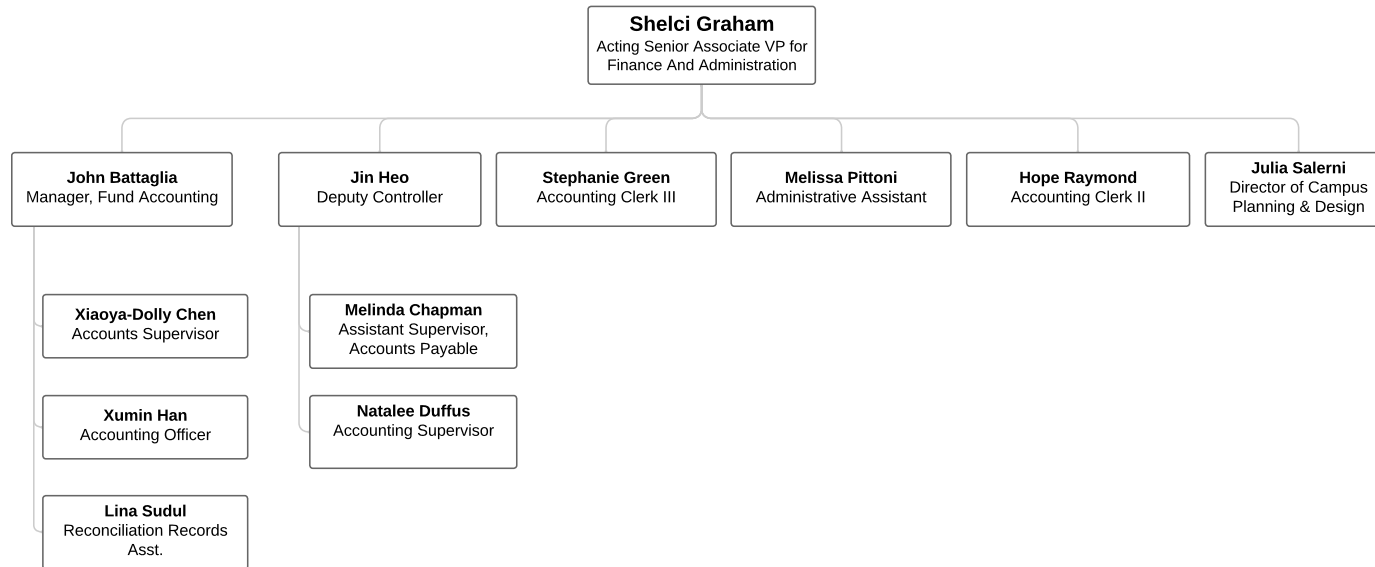 Shelci Graham
Acting Senior Associate VP for
Finance And Administration
John Battaglia
Manager, Fund Accounting
Jin Heo
Deputy Controller
Stephanie Green
Accounting Clerk III
Melissa Pittoni
Administrative Assistant
Hope Raymond
Accounting Clerk II
Julia Salerni
Director of Campus
Planning & Design
Xiaoya-Dolly Chen
Accounts Supervisor
Xumin Han
Accounting Officer
Lina Sudul
Reconciliation Records
Asst.
Melinda Chapman
Assistant Supervisor,
Accounts Payable
Natalee Duffus
Accounting Supervisor